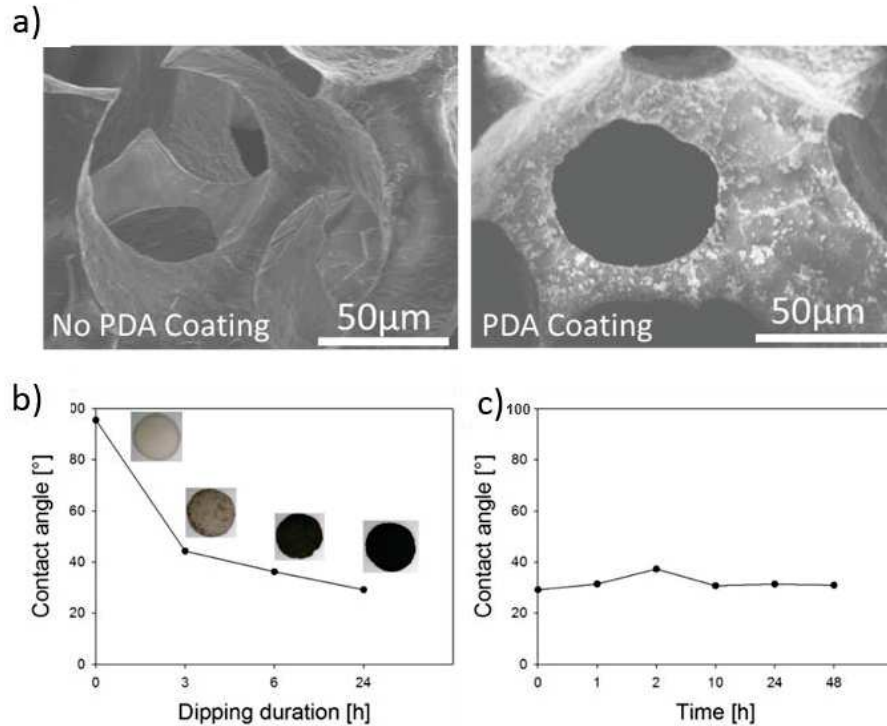 a)
No PDA Coating
50µm
PDA Coating
50µm
b)
00
80
60
40
20
0
Contact angle [°]
0 3 6 24
Dipping duration [h]
c)
100
80
60
40
20
0
Contact angle [°]
0 1 2 10 24 48
Time [h]